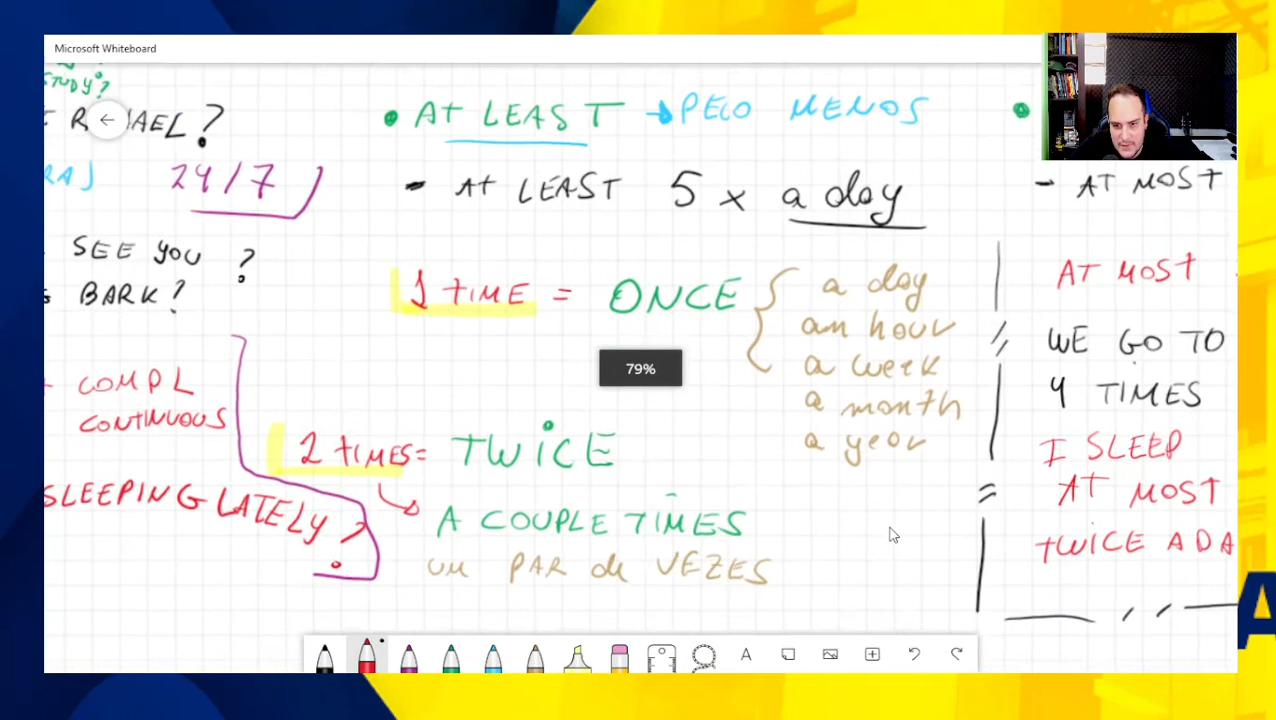 Microsoft Whiteboard
STUDY?
24/7
SEE YOU ?
BARK?
COMPL
CONTINUOUS
SLEEPING LATELY?
• AT LEAST → PELO MENOS
- AT LEAST 5 x a day
1 TIME = ONCE
a day
an hour
a week
a month
a year
79%
2 TIMES = TWICE
A COUPLE TIMES
UM PAR de VEZES
- AT MOST
AT MOST
WE GO TO
4 TIMES
I SLEEP
AT MOST
TWICE A DA
A